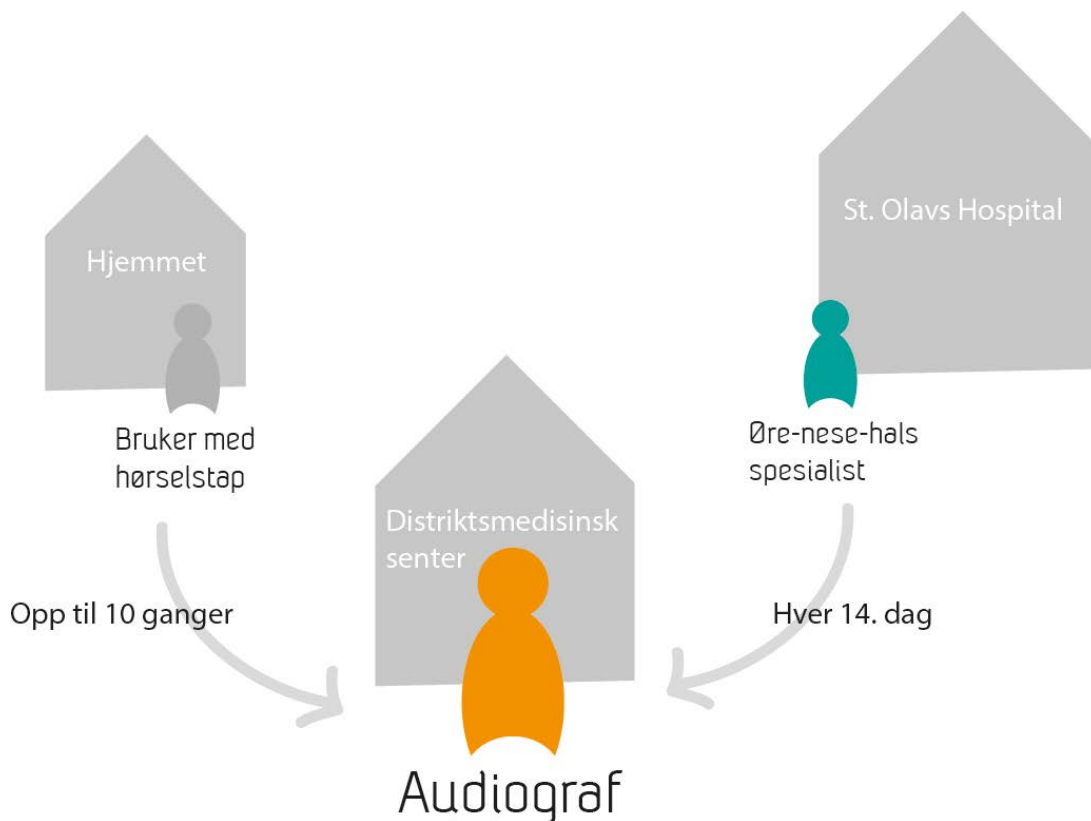 St. Olavs Hospital
Hjemmet
Bruker med
hørselstap
Øre-nese-hals
spesialist
Distriktsmedisinsk
senter
Opp til 10 ganger
Hver 14. dag
Audiograf